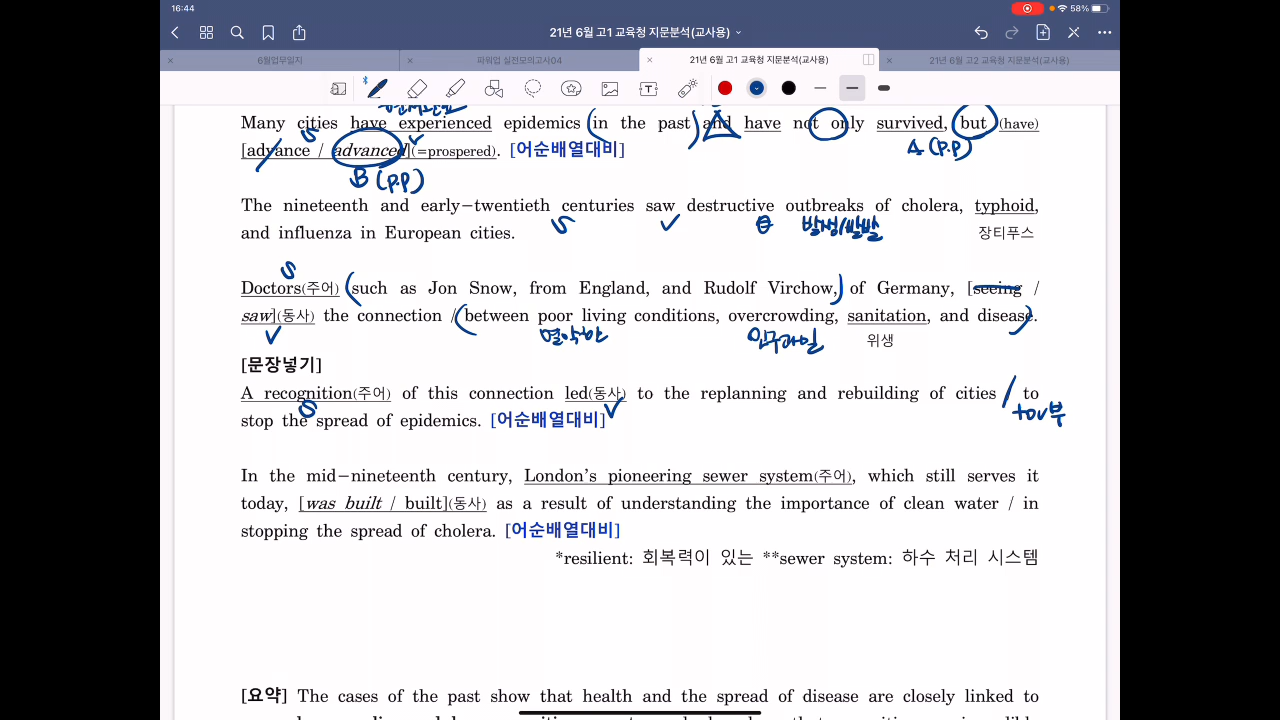 16:44
58%
21년 6월 고1 교육청 지문분석(교사용)
6월업무일지
파워업 실전모의고사04
21년 6월 고1 교육청 지문분석(교사용)
21년 6월 고2 교육청 지문분석(교사용)
Many cities have experienced epidemics in the past and have not only survived, but (have)
S
[advance / advanced](=prospered). [어순배열대비]
A (P.P)
B (P.P)
The nineteenth and early-twentieth centuries saw destructive outbreaks of cholera, typhoid,
S
발생/발발
and influenza in European cities.
장티푸스
S
Doctors(주어) (such as Jon Snow, from England, and Rudolf Virchow,) of Germany, [seeing /
saw](동사) the connection / (between poor living conditions, overcrowding, sanitation, and disease).
V
열악한
인구과밀
위생
[문장넣기]
A recognition(주어) of this connection led(동사) to the replanning and rebuilding of cities / to
S
V
to V부
stop the spread of epidemics. [어순배열대비]
In the mid-nineteenth century, London's pioneering sewer system(주어), which still serves it
today, [was built / built](동사) as a result of understanding the importance of clean water / in
stopping the spread of cholera. [어순배열대비]
*resilient: 회복력이 있는 **sewer system: 하수 처리 시스템
[요약] The cases of the past show that health and the spread of disease are closely linked to